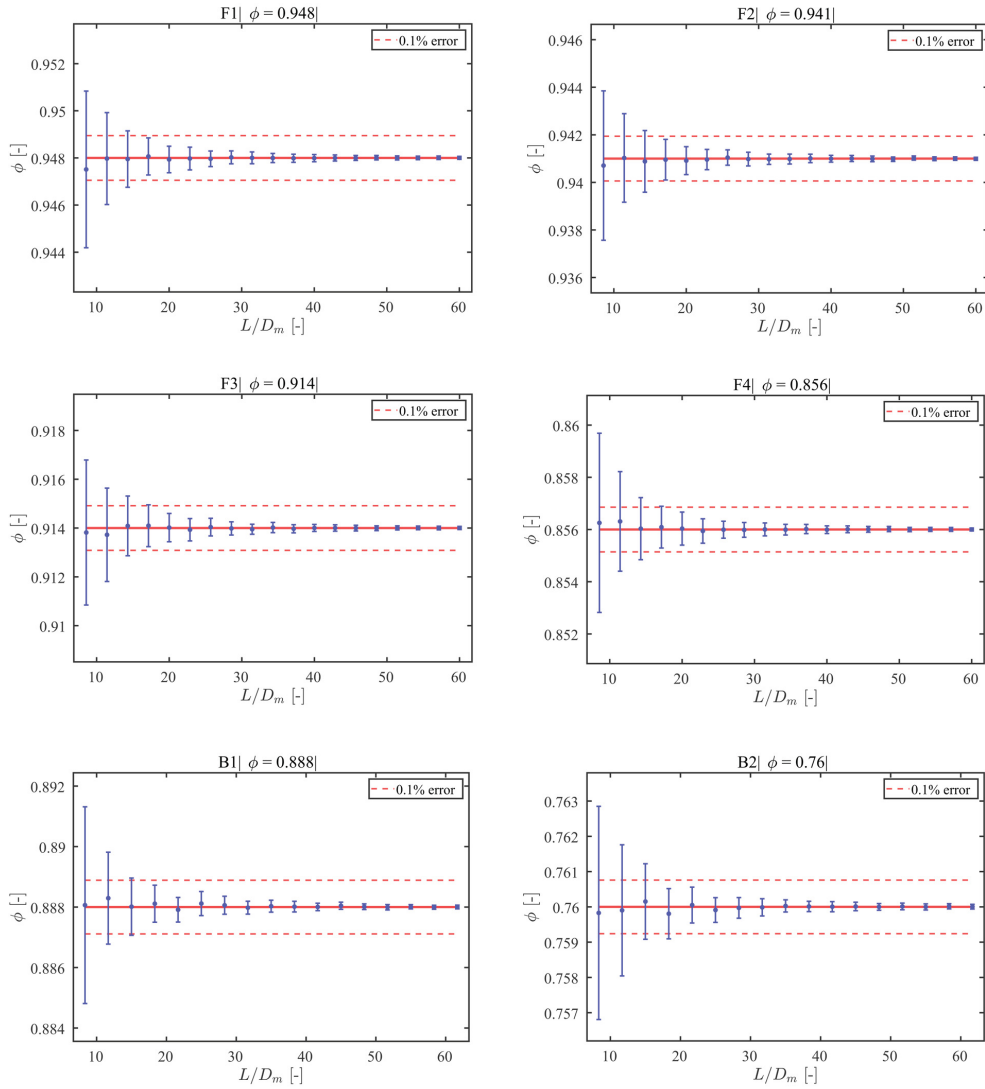 F1| ϕ = 0.948|
0.1% error
0.952
0.95
0.948
0.946
0.944
ϕ [-]
10 20 30 40 50 60
L/D_m [-]
F2| ϕ = 0.941|
0.1% error
0.946
0.944
0.942
0.94
0.938
0.936
ϕ [-]
10 20 30 40 50 60
L/D_m [-]
F3| ϕ = 0.914|
0.1% error
0.918
0.916
0.914
0.912
0.91
ϕ [-]
10 20 30 40 50 60
L/D_m [-]
F4| ϕ = 0.856|
0.1% error
0.86
0.858
0.856
0.854
0.852
ϕ [-]
10 20 30 40 50 60
L/D_m [-]
B1| ϕ = 0.888|
0.1% error
0.892
0.89
0.888
0.886
0.884
ϕ [-]
10 20 30 40 50 60
L/D_m [-]
B2| ϕ = 0.76|
0.1% error
0.763
0.762
0.761
0.76
0.759
0.758
0.757
ϕ [-]
10 20 30 40 50 60
L/D_m [-]